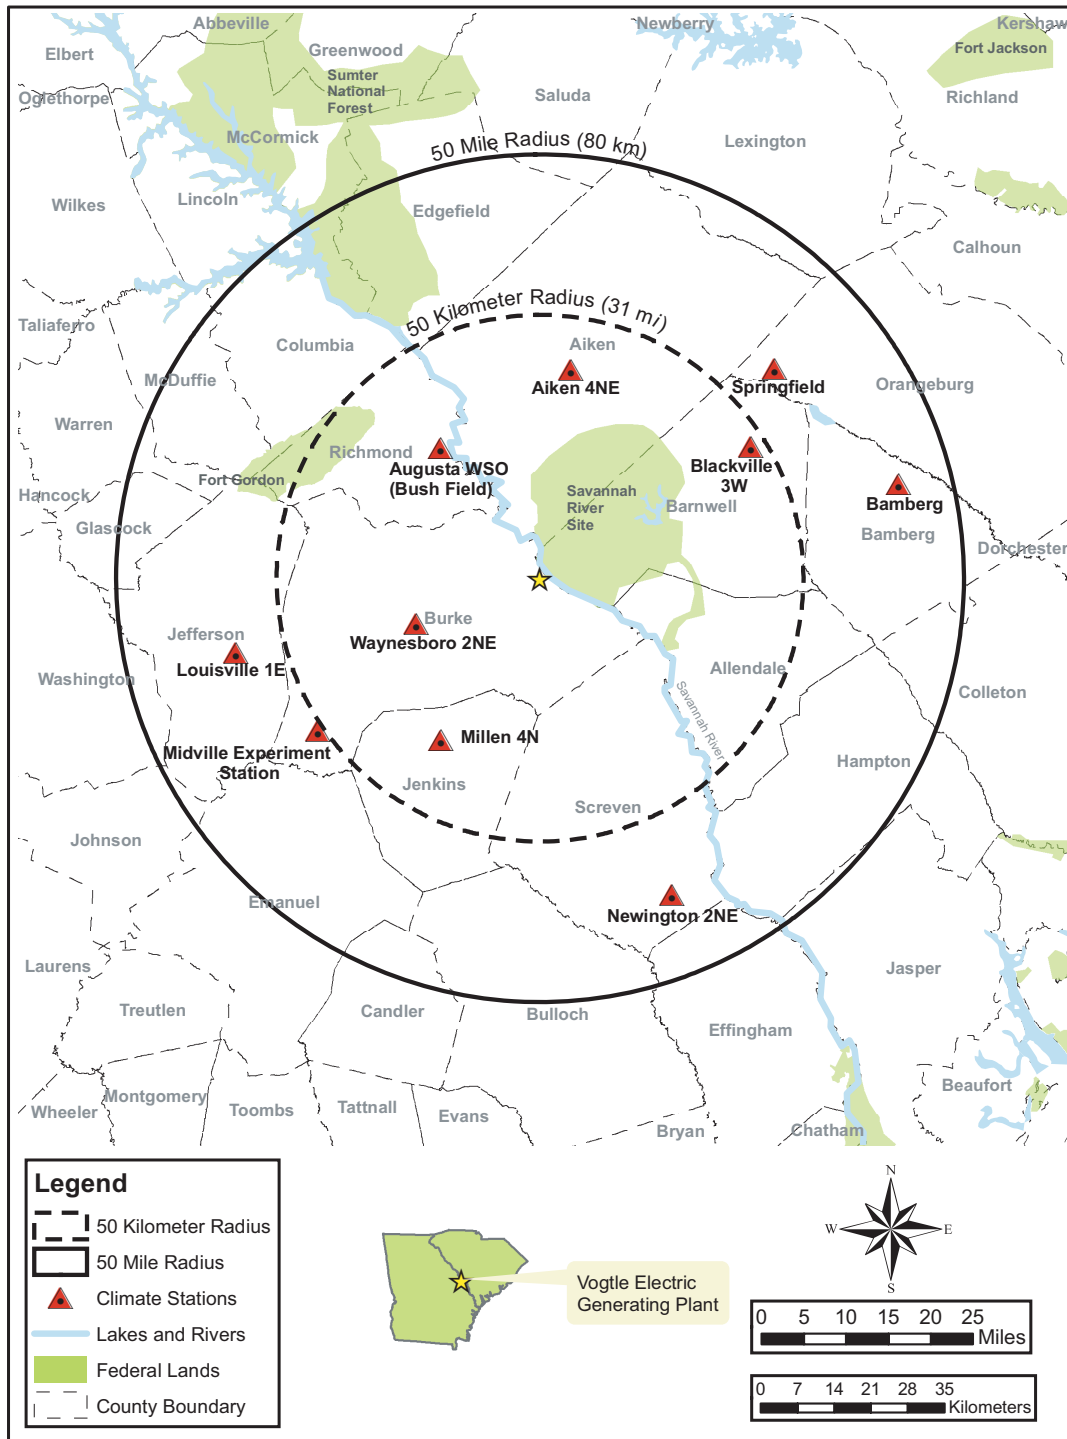 Abbeville
Newberry
Kershaw
Elbert
Greenwood
Fort Jackson
Sumter
National
Forest
Oglethorpe
Saluda
Richland
McCormick
Lexington
50 Mile Radius (80 km)
Wilkes
Lincoln
Edgefield
Calhoun
50 Kilometer Radius (31 mi)
Taliaferro
Columbia
Aiken
McDuffie
Aiken 4NE
Springfield
Orangeburg
Warren
Richmond
Augusta WSO
(Bush Field)
Blackville
3W
Fort Gordon
Hancock
Savannah
River
Site
Barnwell
Bamberg
Glascock
Bamberg
Dorchester
Burke
Jefferson
Waynesboro 2NE
Louisville 1E
Allendale
Washington
Colleton
Savannah River
Millen 4N
Midville Experiment
Station
Hampton
Jenkins
Screven
Johnson
Emanuel
Newington 2NE
Laurens
Jasper
Treutlen
Candler
Bulloch
Effingham
Beaufort
Montgomery
Wheeler
Toombs
Tattnall
Evans
Bryan
Chatham
Legend
50 Kilometer Radius
50 Mile Radius
Climate Stations
Lakes and Rivers
Federal Lands
County Boundary
Vogtle Electric
Generating Plant
N
W
E
S
0 5 10 15 20 25
Miles
0 7 14 21 28 35
Kilometers